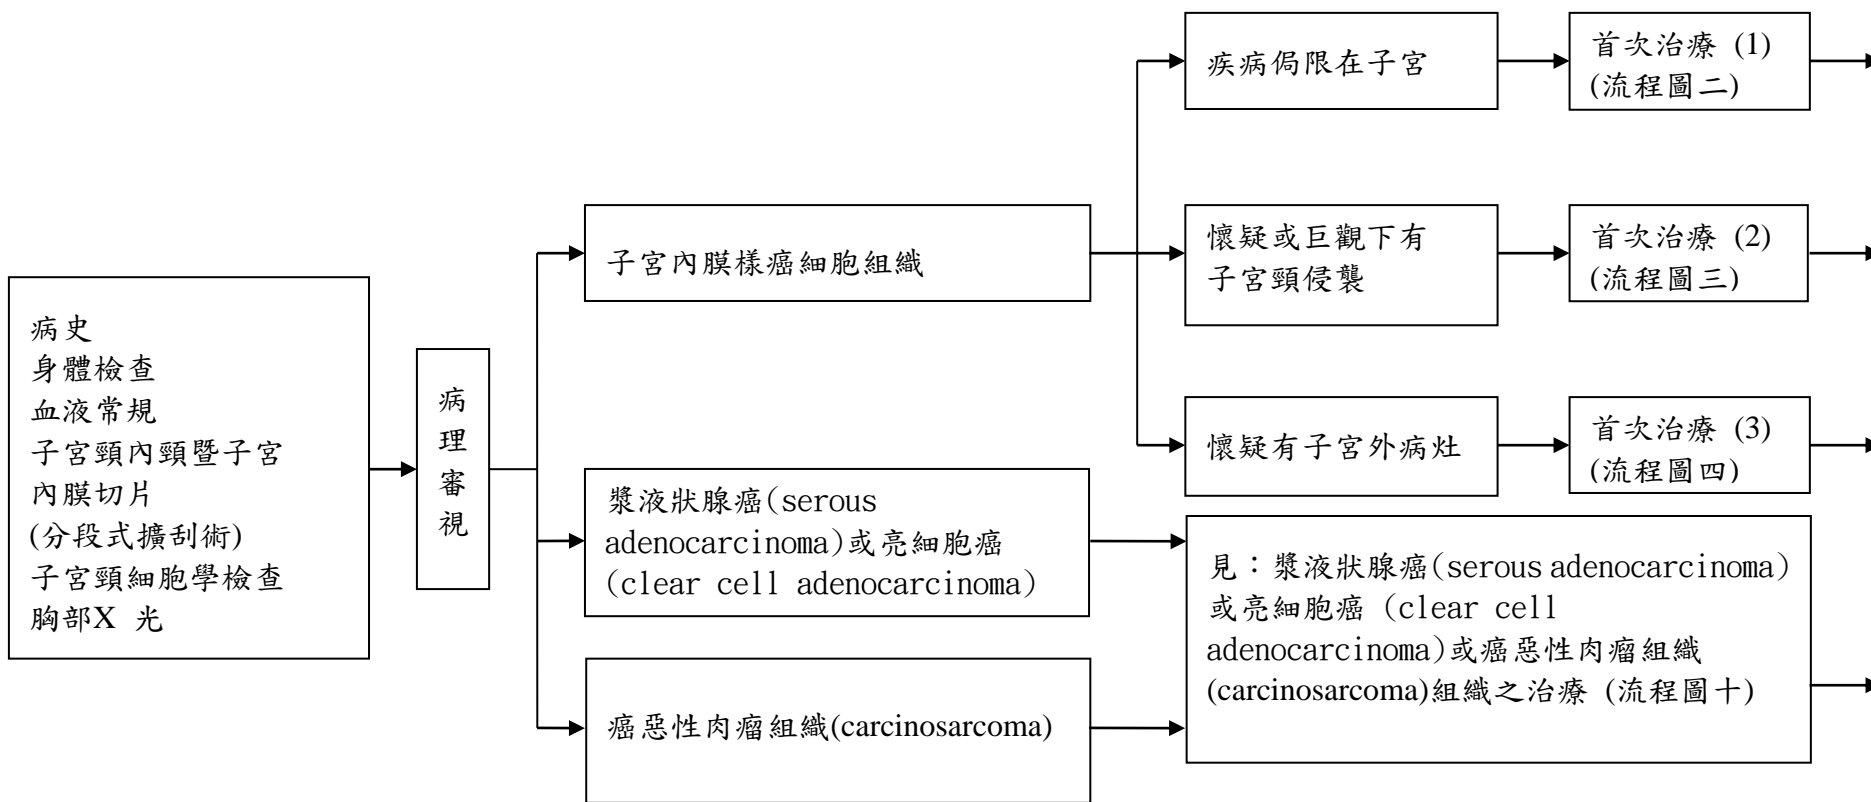 病史
身體檢查
血液常規
子宮頸內頸暨子宮
內膜切片
(分段式擴刮術)
子宮頸細胞學檢查
胸部X 光
病
理
審
視
子宮內膜樣癌細胞組織
漿液狀腺癌(serous
adenocarcinoma)或亮細胞癌
(clear cell adenocarcinoma)
癌惡性肉瘤組織(carcinosarcoma)
疾病侷限在子宮
首次治療 (1)
(流程圖二)
懷疑或巨觀下有
子宮頸侵襲
首次治療 (2)
(流程圖三)
懷疑有子宮外病灶
首次治療 (3)
(流程圖四)
見：漿液狀腺癌(serous adenocarcinoma)
或亮細胞癌 (clear cell
adenocarcinoma)或癌惡性肉瘤組織
(carcinosarcoma)組織之治療 (流程圖十)